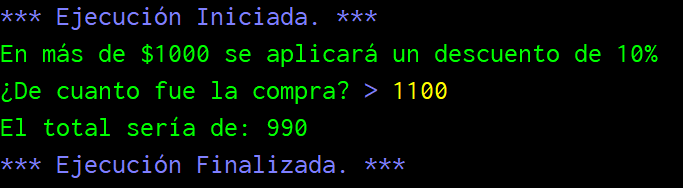 *** Ejecución Iniciada. ***
En más de $1000 se aplicará un descuento de 10%
¿De cuanto fue la compra? > 1100
El total sería de: 990
*** Ejecución Finalizada. ***